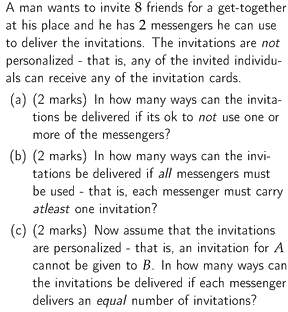 A man wants to invite 8 friends for a get-together
at his place and he has 2 messengers he can use
to deliver the invitations. The invitations are not
personalized - that is, any of the invited individu-
als can receive any of the invitation cards.
(a) (2 marks) In how many ways can the invita-
tions be delivered if its ok to not use one or
more of the messengers?
(b) (2 marks) In how many ways can the invi-
tations be delivered if all messengers must
be used - that is, each messenger must carry
atleast one invitation?
(c) (2 marks) Now assume that the invitations
are personalized - that is, an invitation for A
cannot be given to B. In how many ways can
the invitations be delivered if each messenger
delivers an equal number of invitations?